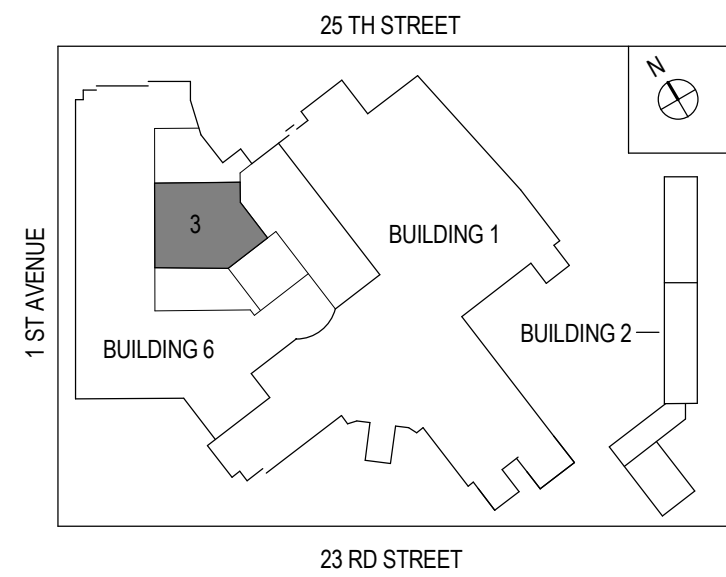 25 TH STREET
N
3
BUILDING 1
1 ST AVENUE
BUILDING 2
BUILDING 6
23 RD STREET